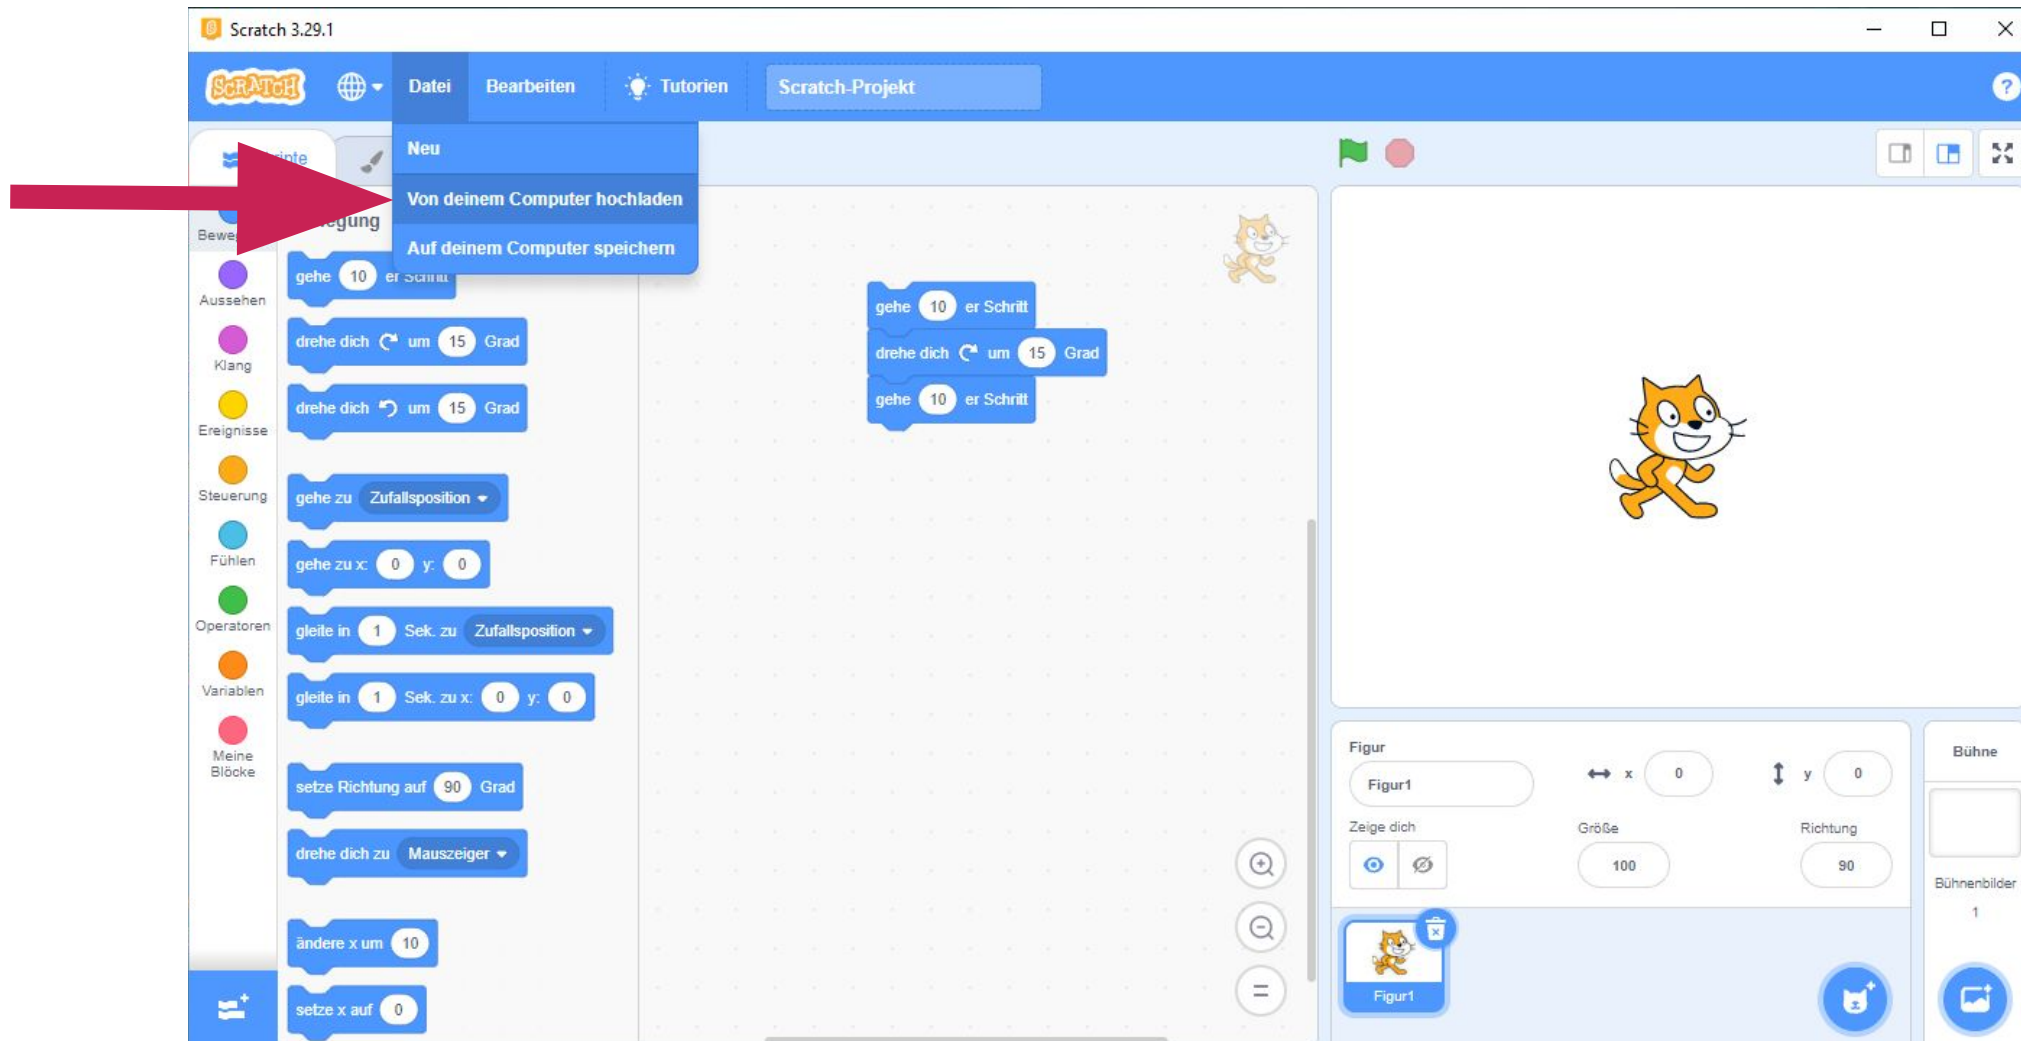 Scratch 3.29.1
SCRATCH
Datei
Bearbeiten
Tutorien
Scratch-Projekt
?
Neu
Von deinem Computer hochladen
Auf deinem Computer speichern
Aussehen
Klang
Ereignisse
Steuerung
Fühlen
Operatoren
Variablen
Meine
Blöcke
gehe 10 er Schritt
drehe dich um 15 Grad
drehe dich um 15 Grad
gehe zu Zufallsposition
gehe zu x: 0 y: 0
gleite in 1 Sek. zu Zufallsposition
gleite in 1 Sek. zu x: 0 y: 0
setze Richtung auf 90 Grad
drehe dich zu Mauszeiger
ändere x um 10
setze x auf 0
gehe 10 er Schritt
drehe dich um 15 Grad
gehe 10 er Schritt
Figur
Figur1
x 0
y 0
Zeige dich
Größe
100
Richtung
90
Figur1
Bühne
Bühnenbilder
1